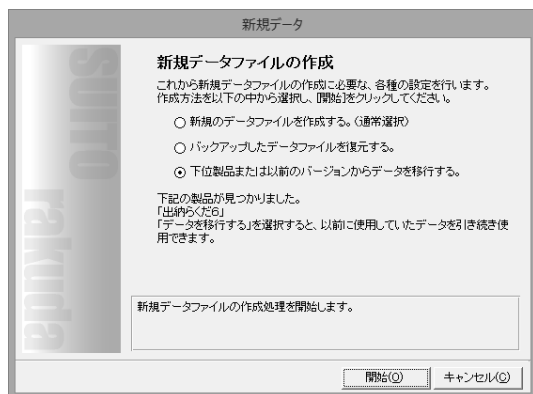 新規データ
SUITO rakuda
新規データファイルの作成
これから新規データファイルの作成に必要な、各種の設定を行います。
作成方法を以下の中から選択し、[開始]をクリックしてください。
新規のデータファイルを作成する。(通常選択)
バックアップしたデータファイルを復元する。
下位製品または以前のバージョンからデータを移行する。
下記の製品が見つかりました。
「出納らくだ6」
「データを移行する」を選択すると、以前に使用していたデータを引き続き使
用できます。
新規データファイルの作成処理を開始します。
開始(O)
キャンセル(C)